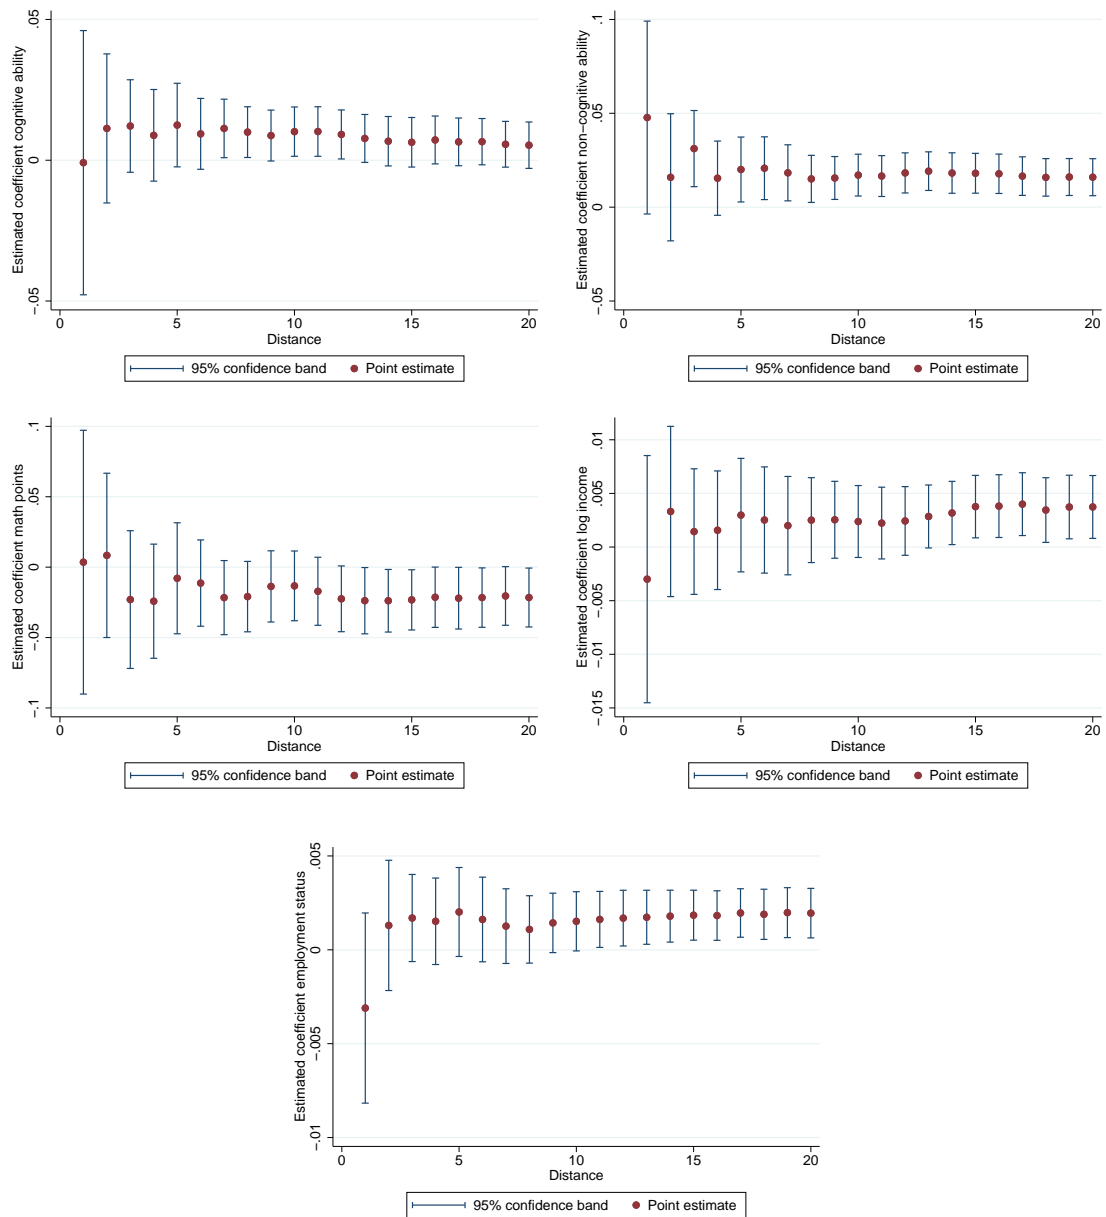 Estimated coefficient cognitive ability
.05
0
-.05
0 5 10 15 20
Distance
95% confidence band Point estimate
Estimated coefficient non-cognitive ability
.1
.05
0
-.05
0 5 10 15 20
Distance
95% confidence band Point estimate
Estimated coefficient math points
.1
.05
0
-.05
-.1
0 5 10 15 20
Distance
95% confidence band Point estimate
Estimated coefficient log income
.01
.005
0
-.005
-.01
-.015
0 5 10 15 20
Distance
95% confidence band Point estimate
Estimated coefficient employment status
.005
0
-.005
-.01
0 5 10 15 20
Distance
95% confidence band Point estimate